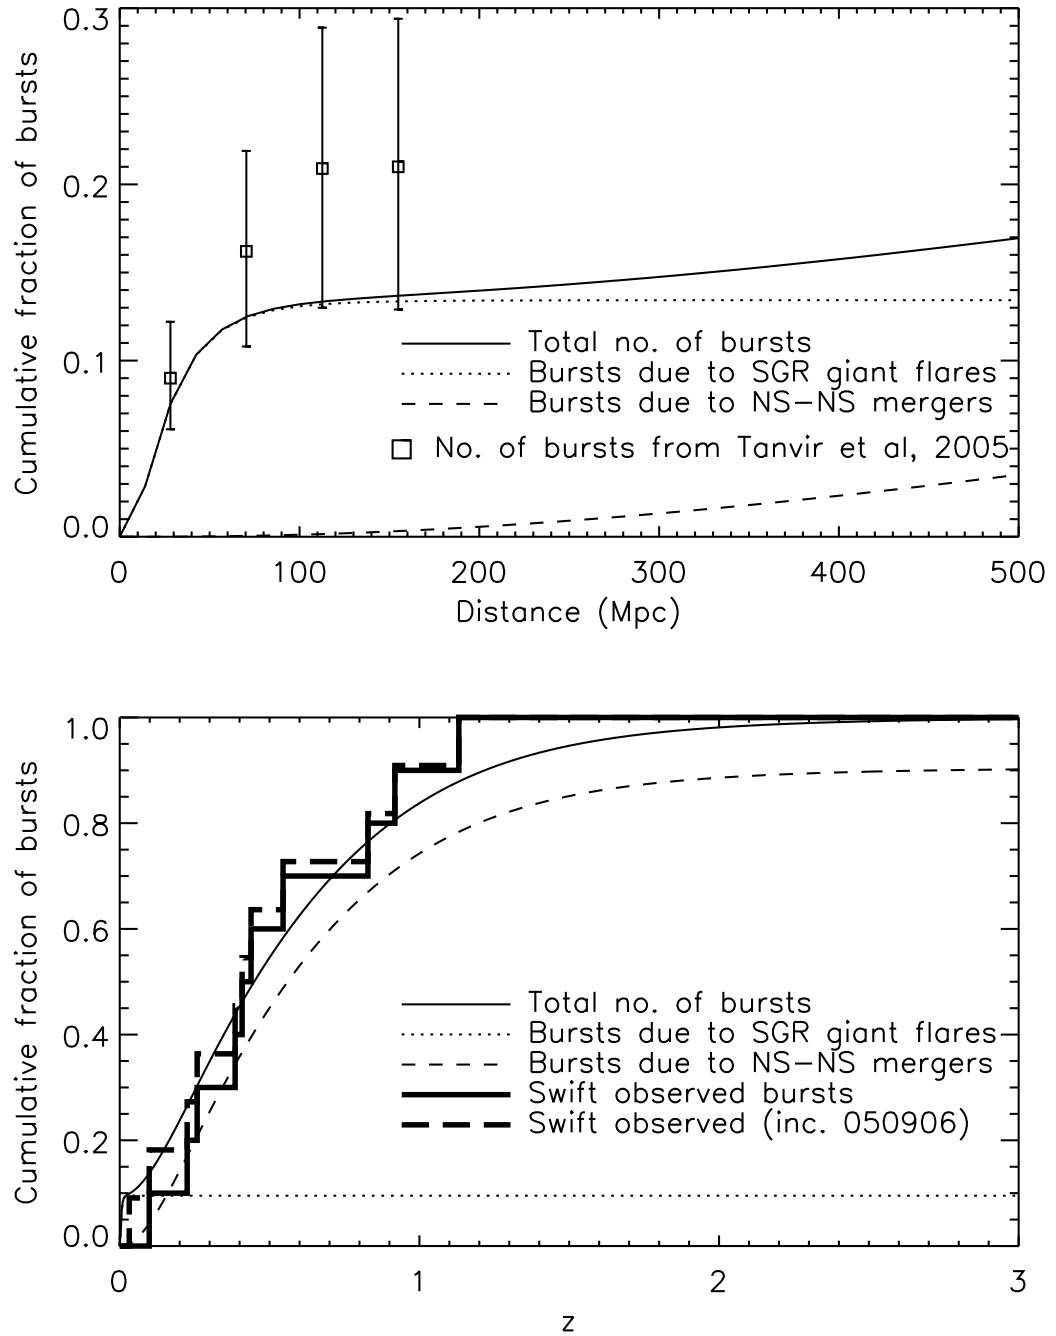 0.3
0.2
0.1
0.0
Cumulative fraction of bursts
Total no. of bursts
Bursts due to SGR giant flares
Bursts due to NS-NS mergers
No. of bursts from Tanvir et al, 2005
0 100 200 300 400 500
Distance (Mpc)
1.0
0.8
0.6
0.4
0.2
0.0
Cumulative fraction of bursts
Total no. of bursts
Bursts due to SGR giant flares
Bursts due to NS-NS mergers
Swift observed bursts
Swift observed (inc. 050906)
0 1 2 3
z